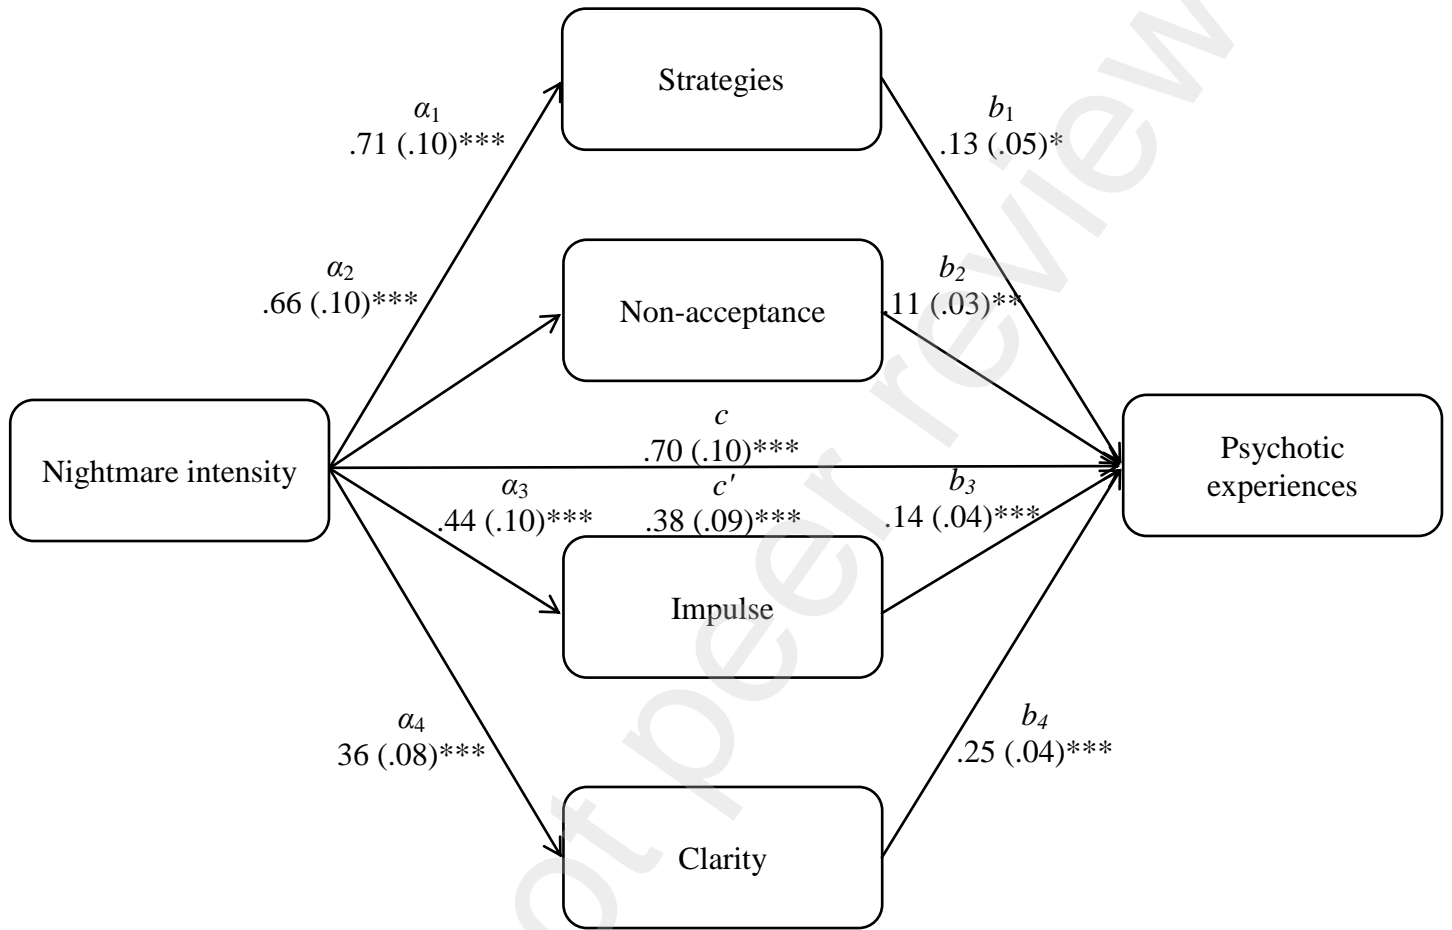 Strategies
α1
.71 (.10)***
b1
.13 (.05)*
α2
.66 (.10)***
Non-acceptance
b2
.11 (.03)**
Nightmare intensity
c
.70 (.10)***
Psychotic
experiences
α3
.44 (.10)***
c'
.38 (.09)***
b3
.14 (.04)***
Impulse
α4
36 (.08)***
b4
.25 (.04)***
Clarity
ot peer review